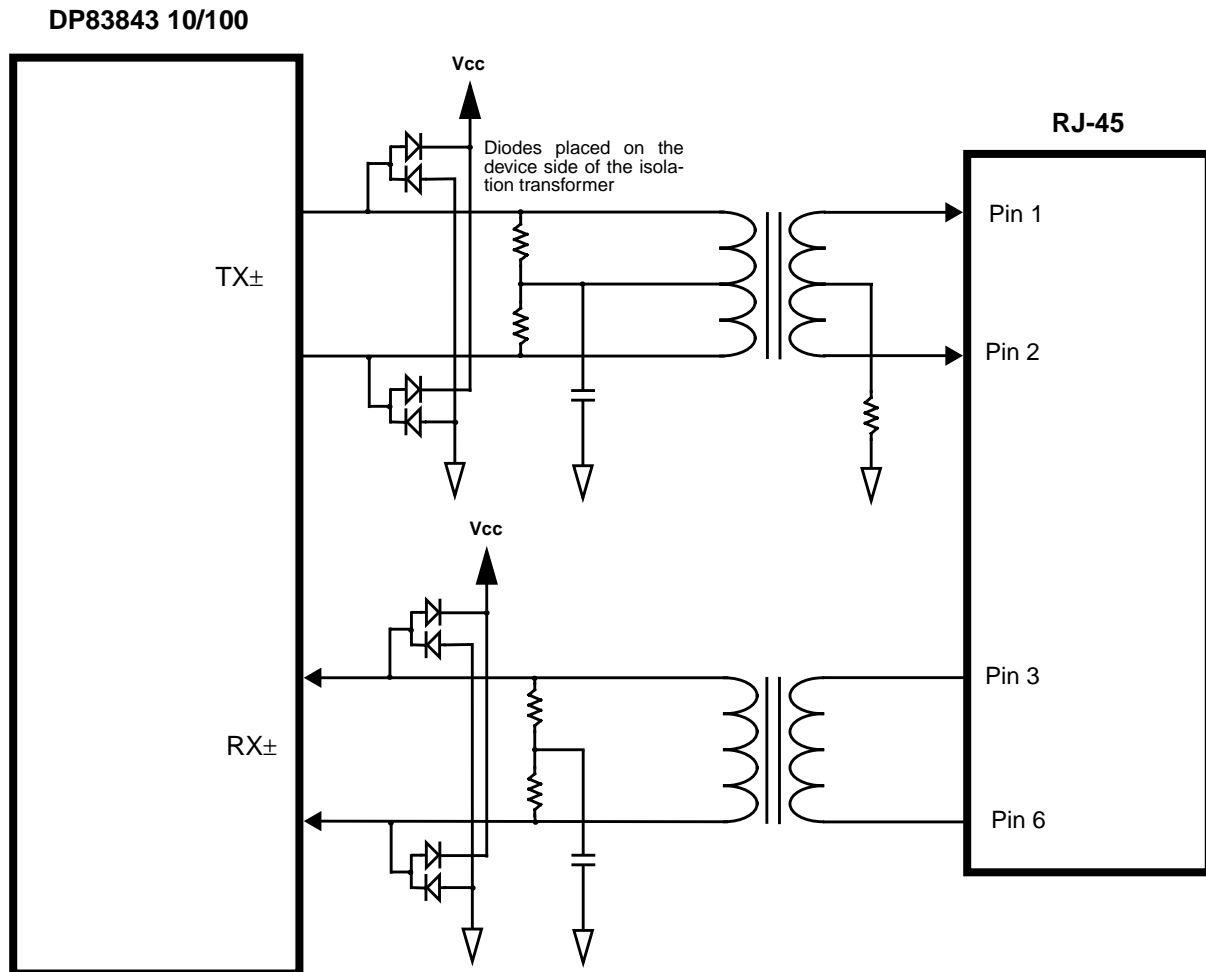 DP83843 10/100
Vcc
Diodes placed on the
device side of the isola-
tion transformer
RJ-45
Pin 1
TX±
Pin 2
Vcc
Pin 3
RX±
Pin 6